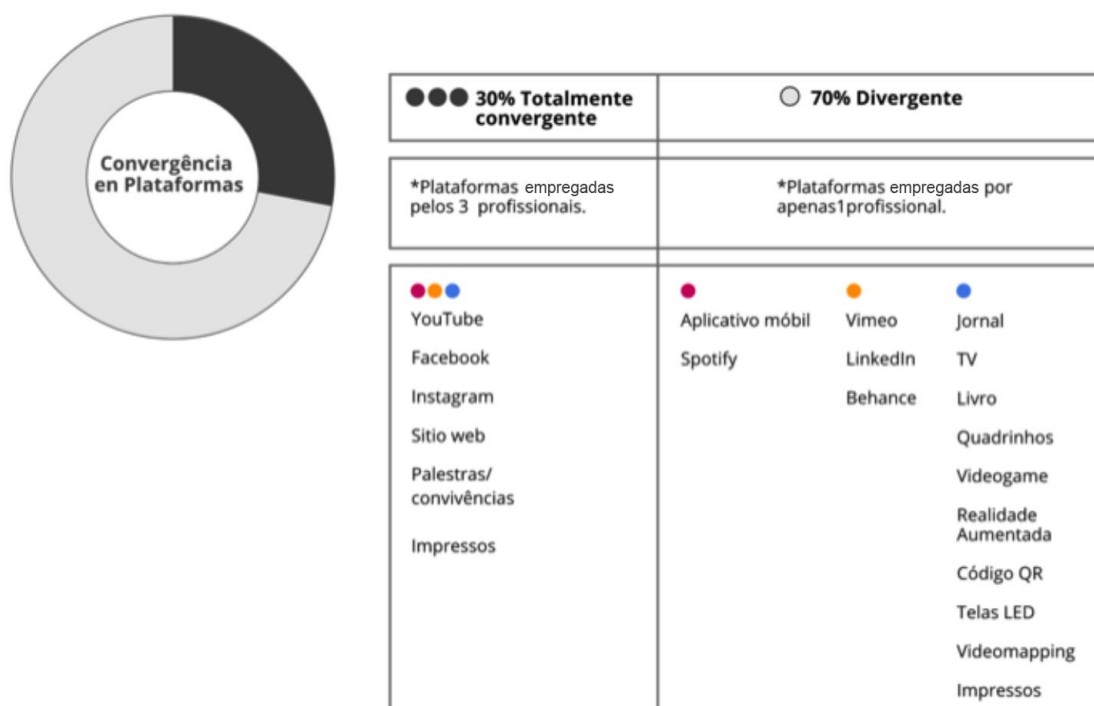 Convergência
en Plataformas
30% Totalmente
convergente
70% Divergente
*Plataformas empregadas
pelos 3 profissionais.
*Plataformas empregadas por
apenas1profissional.
YouTube
Facebook
Instagram
Sitio web
Palestras/
convivências
Impressos
Aplicativo móbil
Spotify
Vimeo
LinkedIn
Behance
Jornal
TV
Livro
Quadrinhos
Videogame
Realidade
Aumentada
Código QR
Telas LED
Videomapping
Impressos